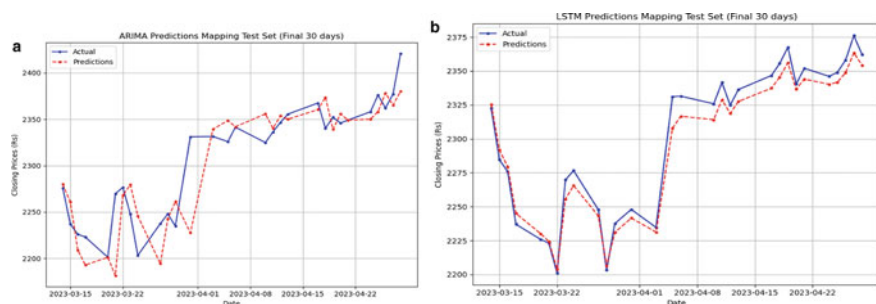 a
ARIMA Predictions Mapping Test Set (Final 30 days)
Actual
Predictions
Closing Prices (Rs)
2400
2350
2300
2250
2200
2023-03-15
2023-03-22
2023-04-01
2023-04-08
2023-04-15
2023-04-22
Date
b
LSTM Predictions Mapping Test Set (Final 30 days)
Actual
Predictions
Closing Prices (Rs)
2375
2350
2325
2300
2275
2250
2225
2200
2023-03-15
2023-03-22
2023-04-01
2023-04-08
2023-04-15
2023-04-22
Date